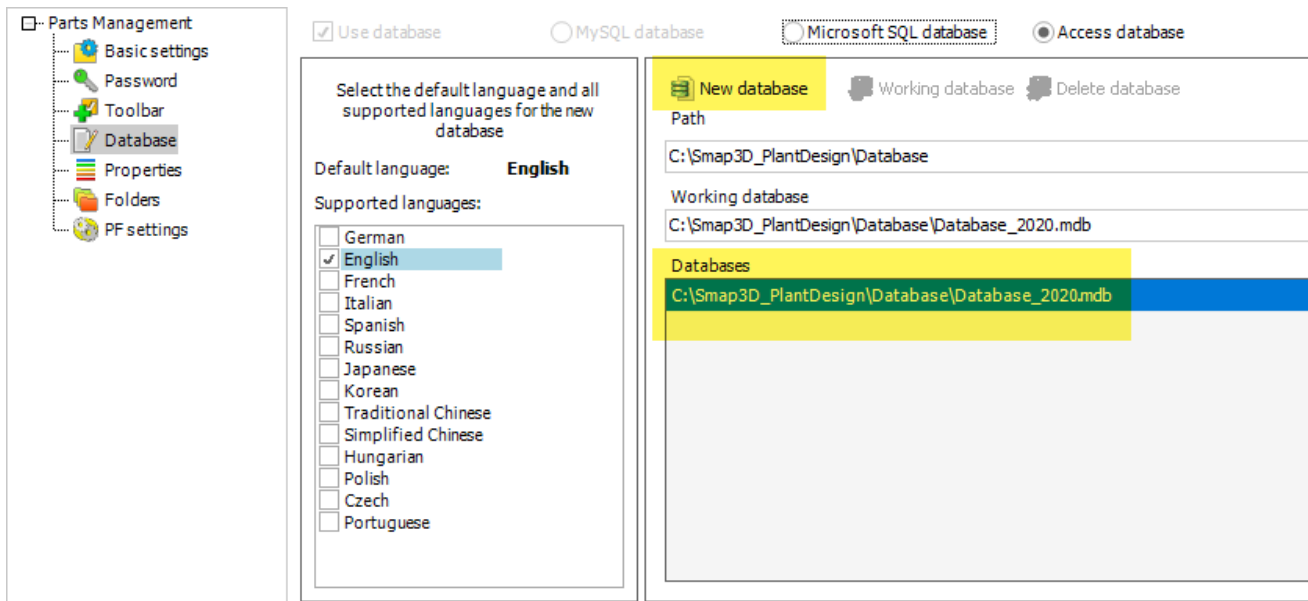 Parts Management
Basic settings
Password
Toolbar
Database
Properties
Folders
PF settings
Use database
MySQL database
Microsoft SQL database
Access database
Select the default language and all
supported languages for the new
database
Default language: English
Supported languages:
German
English
French
Italian
Spanish
Russian
Japanese
Korean
Traditional Chinese
Simplified Chinese
Hungarian
Polish
Czech
Portuguese
New database
Working database
Delete database
Path
C:\Smap3D_PlantDesign\Database
Working database
C:\Smap3D_PlantDesign\Database\Database_2020.mdb
Databases
C:\Smap3D_PlantDesign\Database\Database_2020.mdb